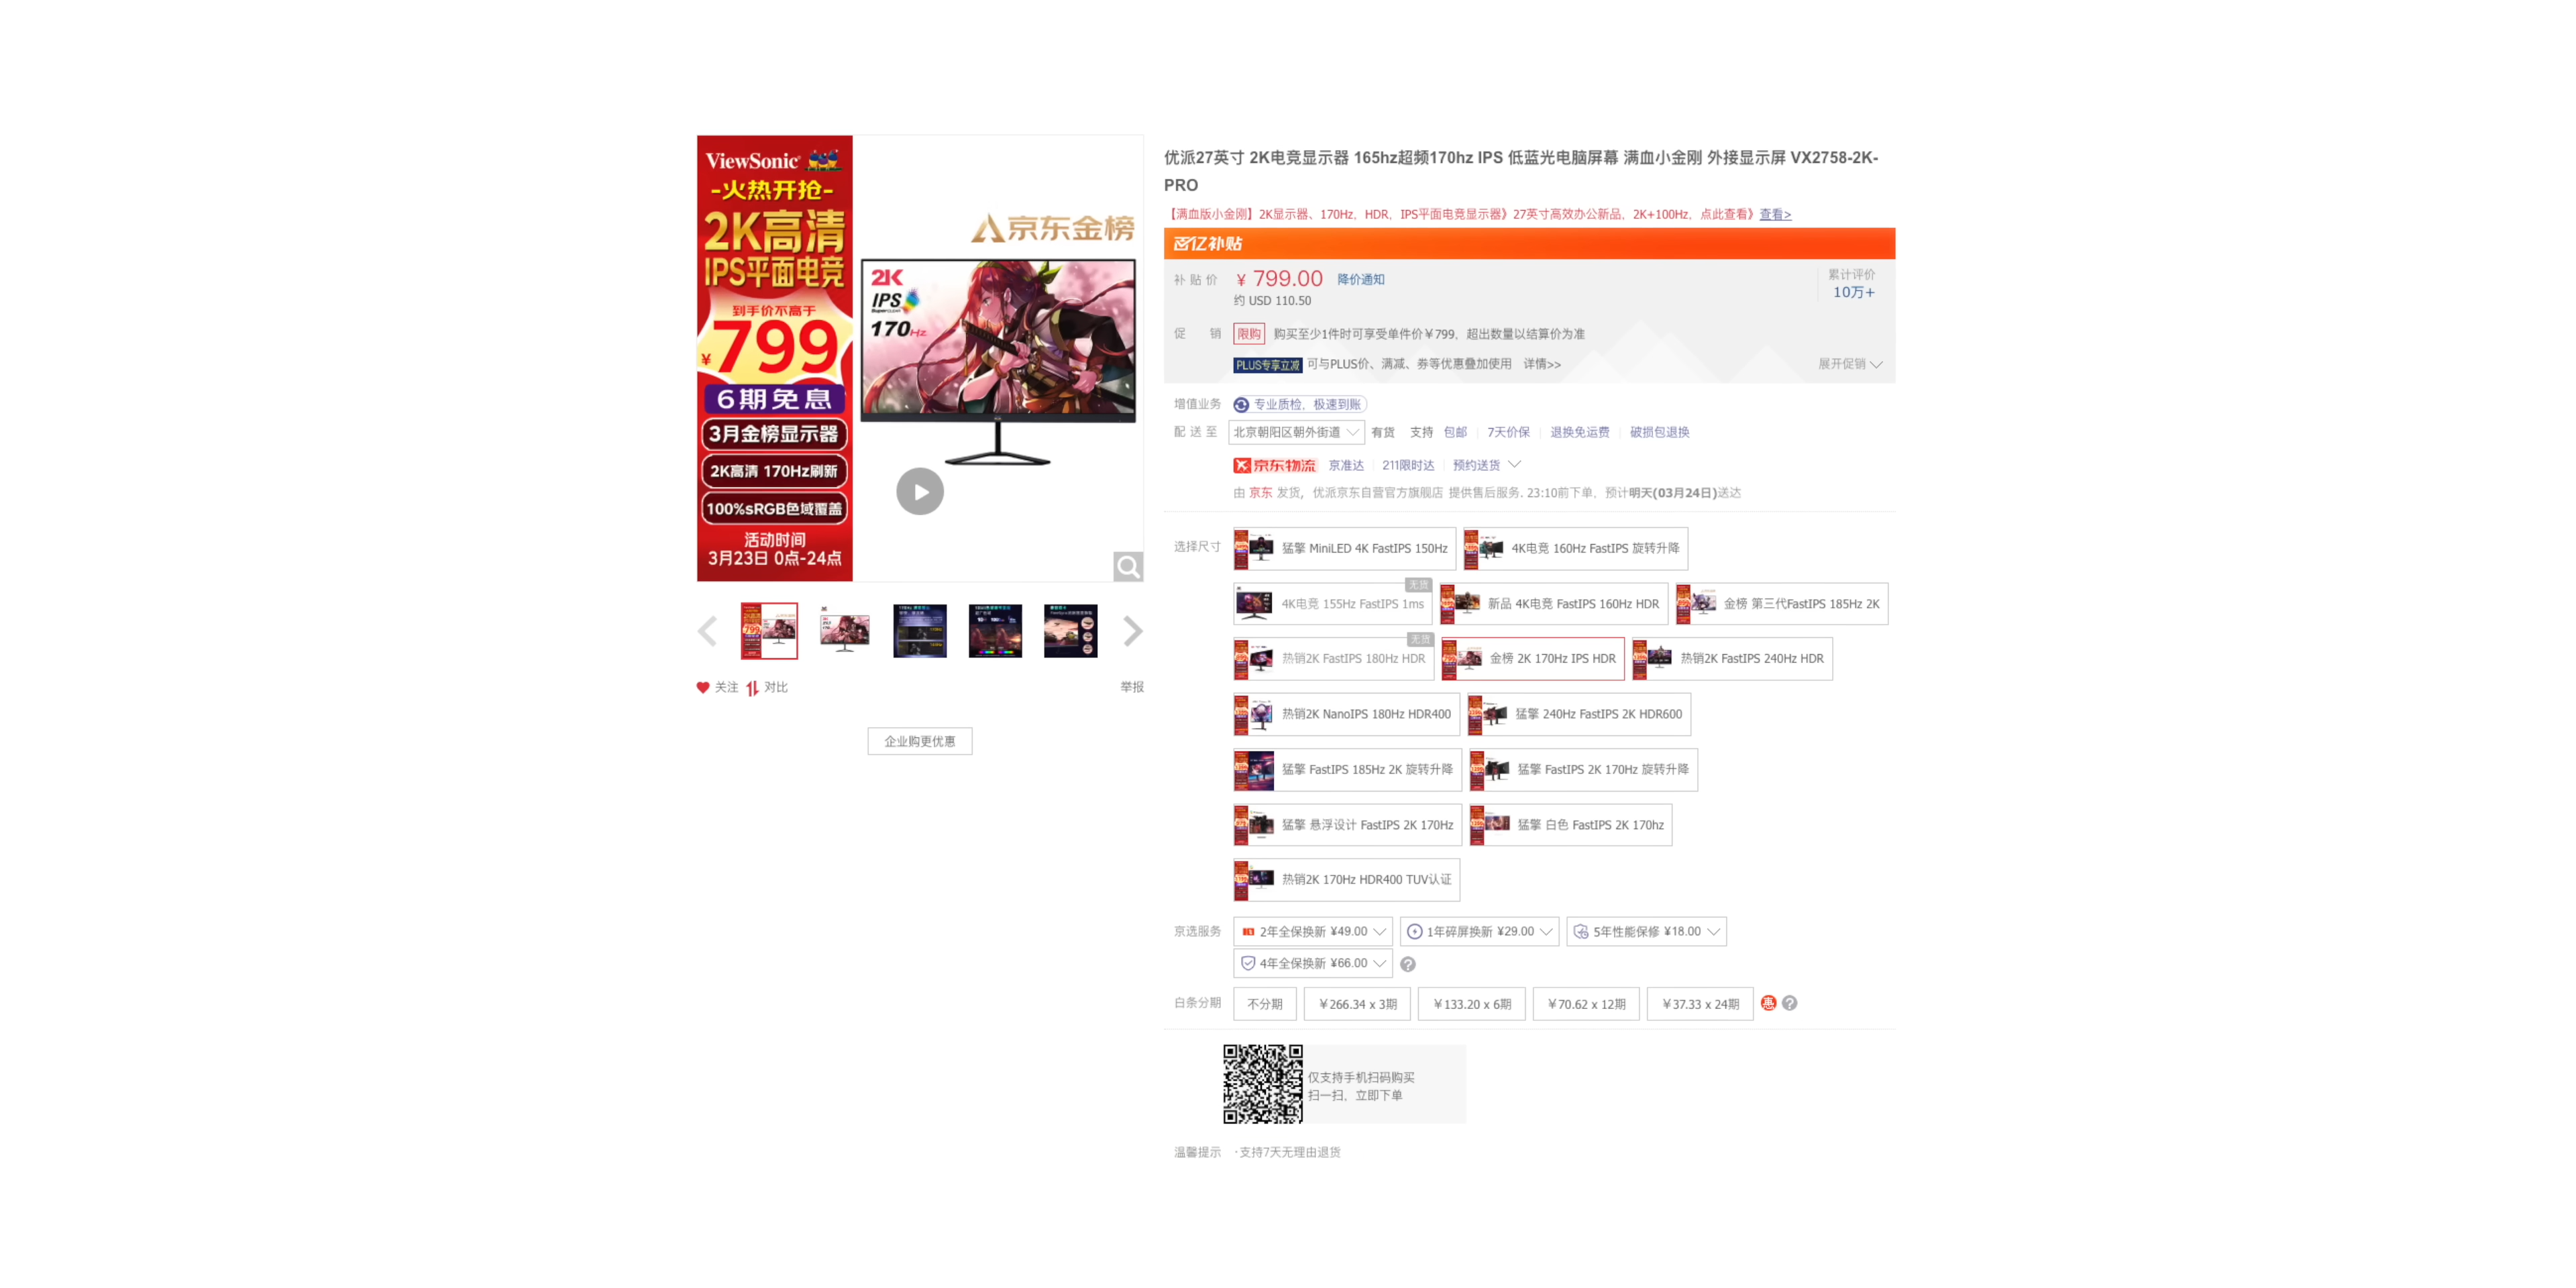 ViewSonic
-火热开抢-
2K高清
IPS平面电竞
到手价不高于
¥799
6期免息
3月金榜显示器
2K高清 170Hz刷新
100%sRGB色域覆盖
活动时间
3月23日 0点-24点
京东金榜
2K
IPS
170Hz
关注 对比
举报
企业购更优惠
优派27英寸 2K电竞显示器 165hz超频170hz IPS 低蓝光电脑屏幕 满血小金刚 外接显示屏 VX2758-2K-
PRO
【满血版小金刚】2K显示器、170Hz，HDR，IPS平面电竞显示器》27英寸高效办公新品，2K+100Hz，点此查看》查看>
百亿补贴
补贴价 ￥799.00 降价通知
约 USD 110.50
累计评价
10万+
促销 限购 购买至少1件时可享受单件价￥799，超出数量以结算价为准
PLUS专享立减 可与PLUS价、满减、券等优惠叠加使用 详情>>
展开促销
增值业务 专业质检，极速到账
配送至 北京朝阳区朝外街道 有货 支持 包邮 7天价保 退换免运费 破损包退换
京东物流 京准达 211限时达 预约送货
由 京东 发货，优派京东自营官方旗舰店 提供售后服务. 23:10前下单，预计明天(03月24日)送达
选择尺寸 猛擎 MiniLED 4K FastIPS 150Hz 4K电竞 160Hz FastIPS 旋转升降
无货
4K电竞 155Hz FastIPS 1ms 新品 4K电竞 FastIPS 160Hz HDR 金榜 第三代FastIPS 185Hz 2K
无货
热销2K FastIPS 180Hz HDR 金榜 2K 170Hz IPS HDR 热销2K FastIPS 240Hz HDR
热销2K NanoIPS 180Hz HDR400 猛擎 240Hz FastIPS 2K HDR600
猛擎 FastIPS 185Hz 2K 旋转升降 猛擎 FastIPS 2K 170Hz 旋转升降
猛擎 悬浮设计 FastIPS 2K 170Hz 猛擎 白色 FastIPS 2K 170hz
热销2K 170Hz HDR400 TUV认证
京选服务 2年全保换新 ¥49.00 1年碎屏换新 ¥29.00 5年性能保修 ¥18.00
4年全保换新 ¥66.00 ?
白条分期 不分期 ￥266.34 x 3期 ￥133.20 x 6期 ￥70.62 x 12期 ￥37.33 x 24期 惠 ?
仅支持手机扫码购买
扫一扫，立即下单
温馨提示 ·支持7天无理由退货